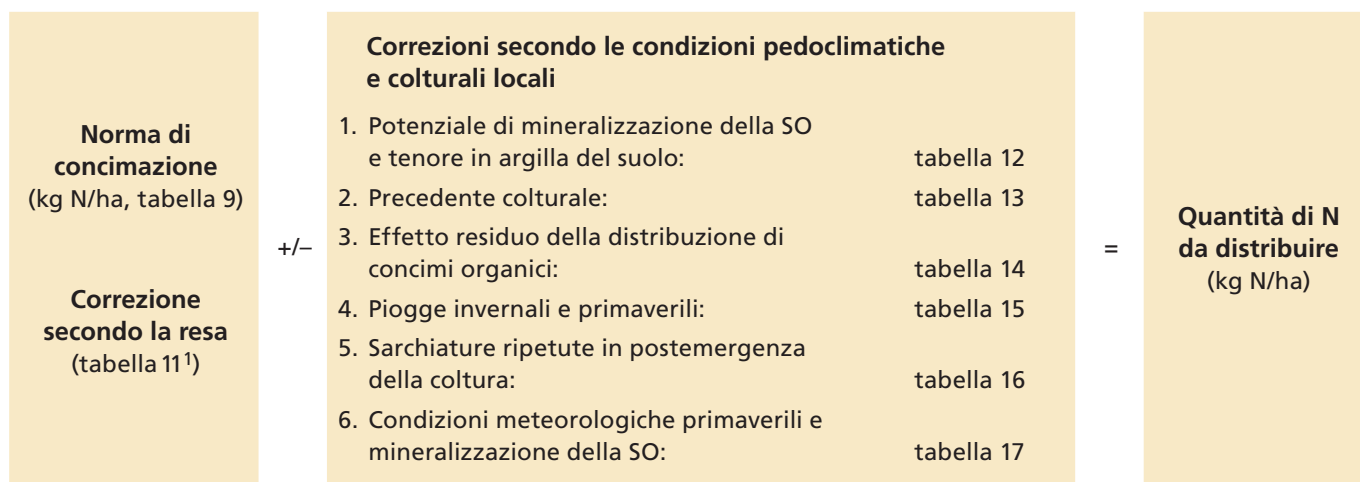 Norma di
concimazione
(kg N/ha, tabella 9)
Correzione
secondo la resa
(tabella 11¹)
+/–
Correzioni secondo le condizioni pedoclimatiche
e colturali locali
1. Potenziale di mineralizzazione della SO
e tenore in argilla del suolo: tabella 12
2. Precedente colturale: tabella 13
3. Effetto residuo della distribuzione di
concimi organici: tabella 14
4. Piogge invernali e primaverili: tabella 15
5. Sarchiature ripetute in postemergenza
della coltura: tabella 16
6. Condizioni meteorologiche primaverili e
mineralizzazione della SO: tabella 17
=
Quantità di N
da distribuire
(kg N/ha)